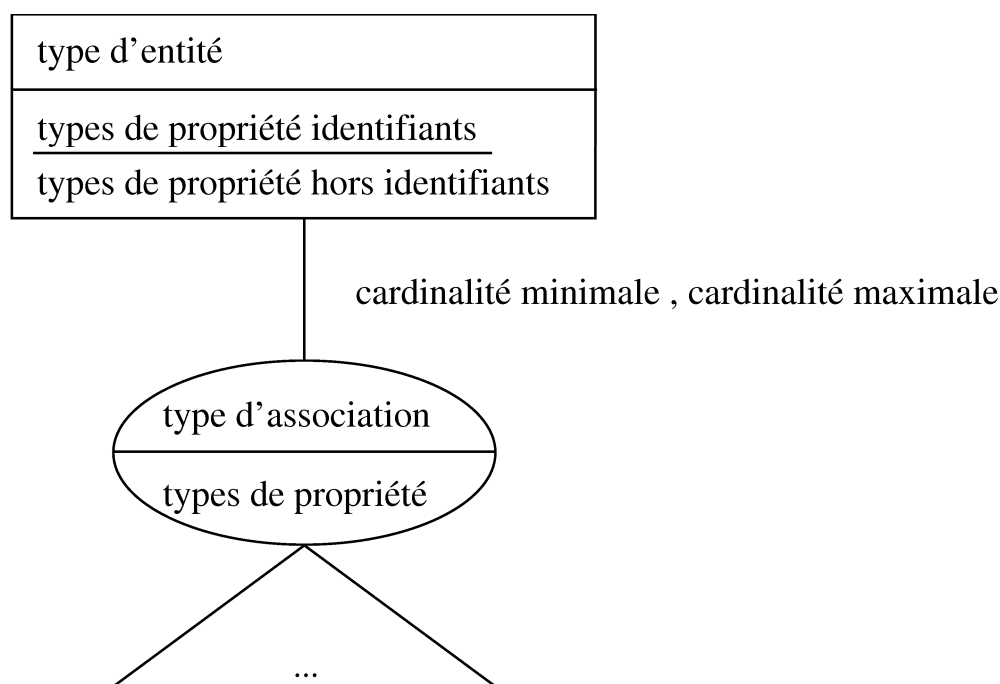 type d’entité
types de propriété identifiants
types de propriété hors identifiants
cardinalité minimale , cardinalité maximale
type d’association
types de propriété
...